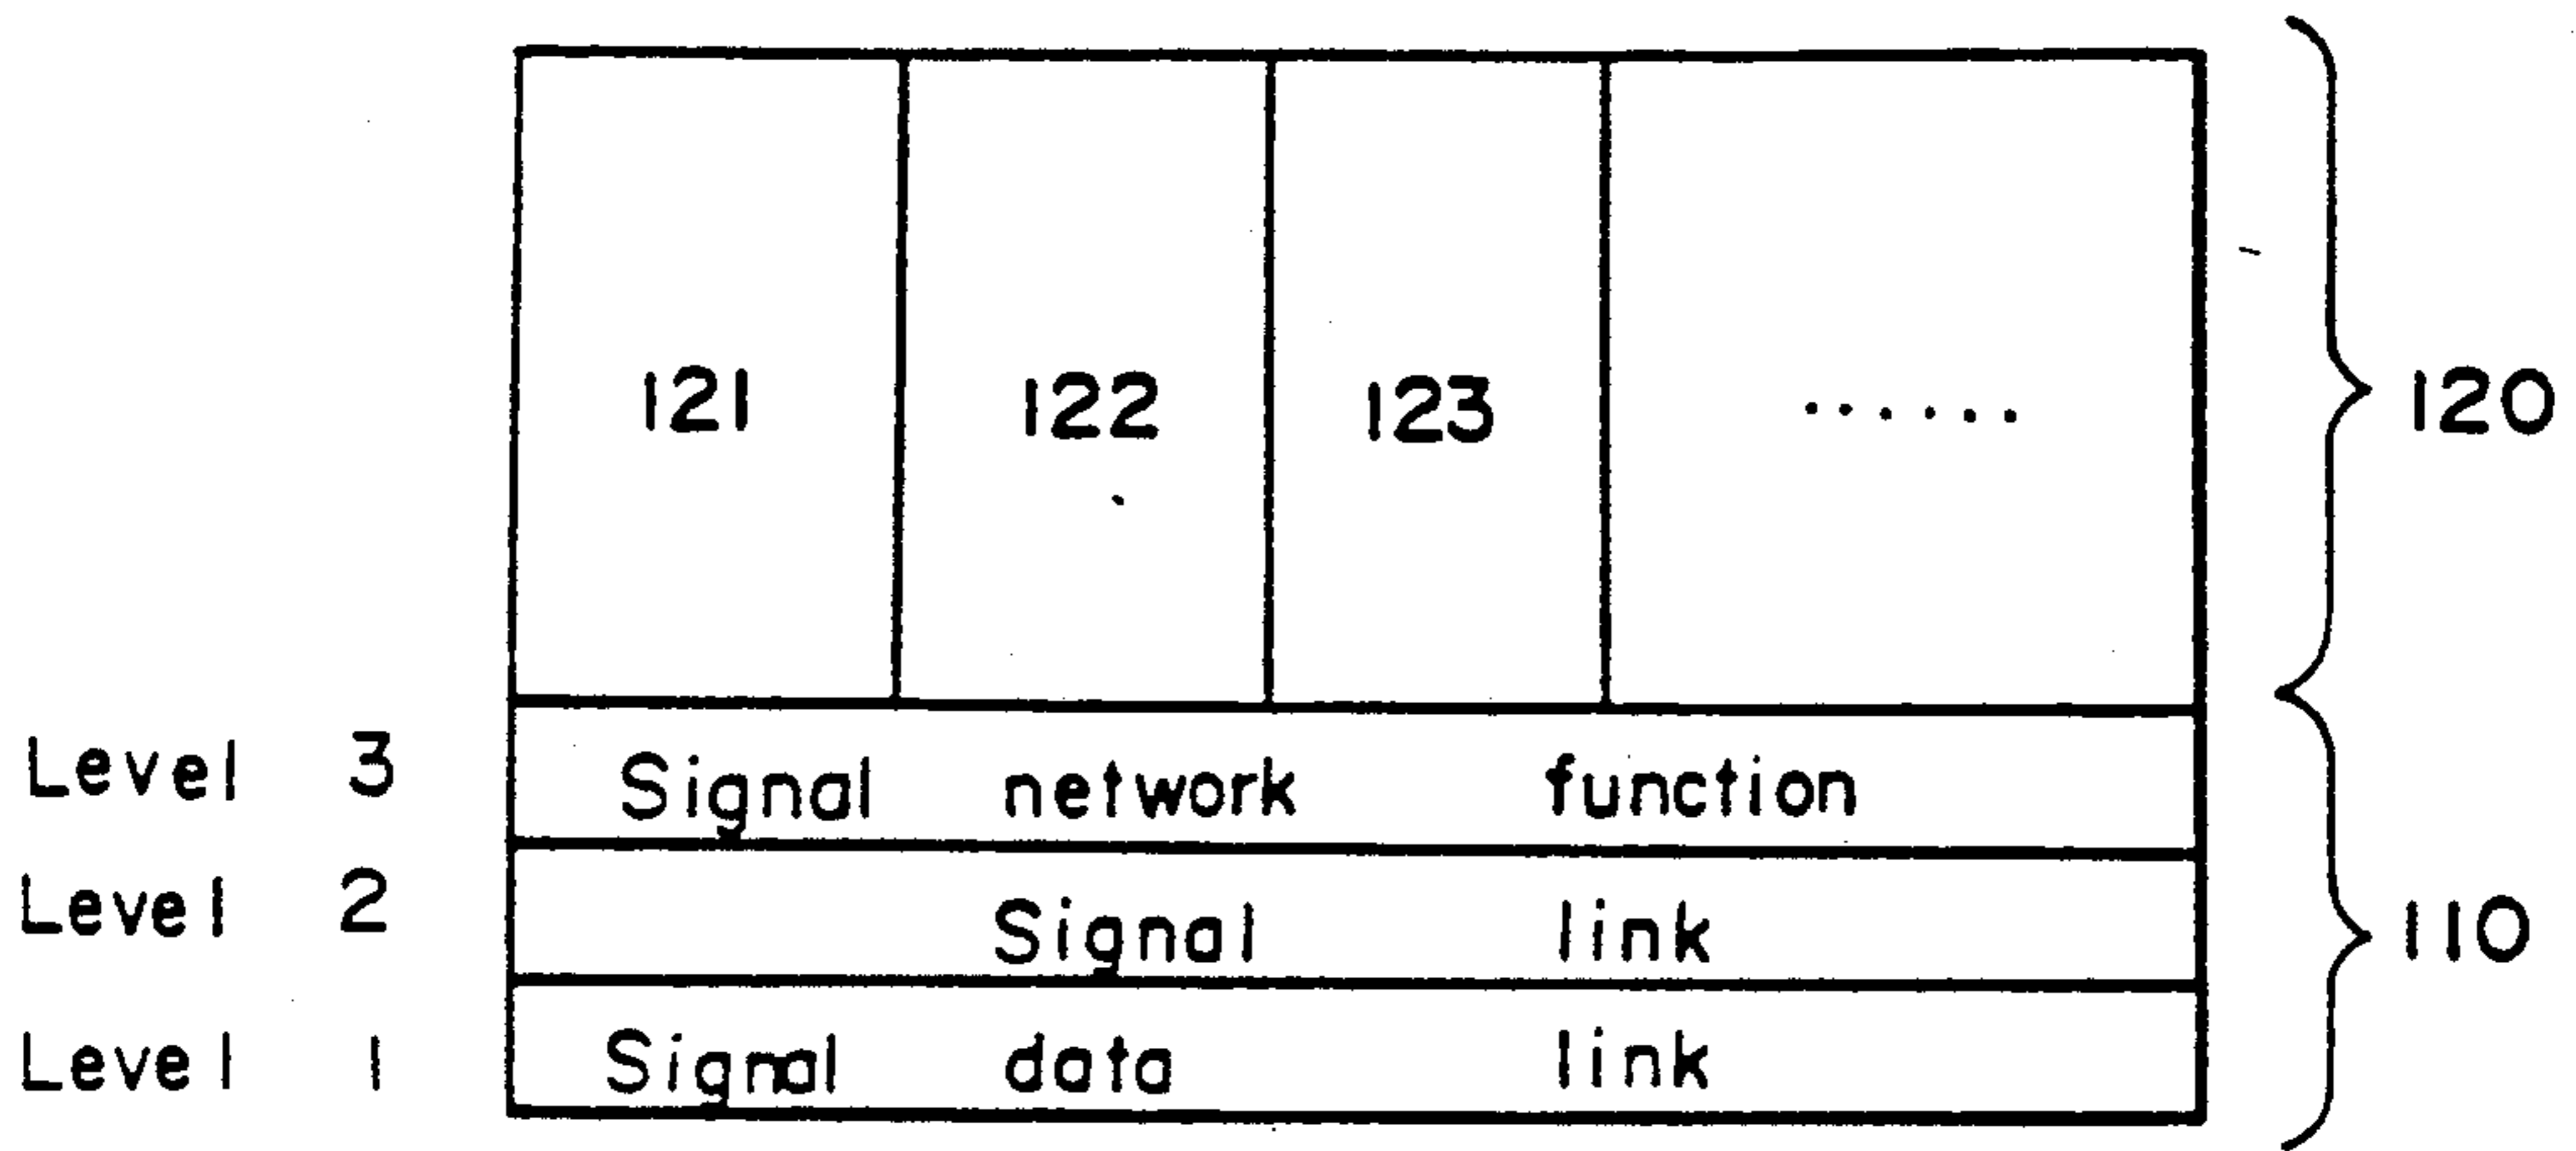 121 122 123 ...... 120
Level 3 Signal network function
Level 2 Signal link 110
Level 1 Signal data link